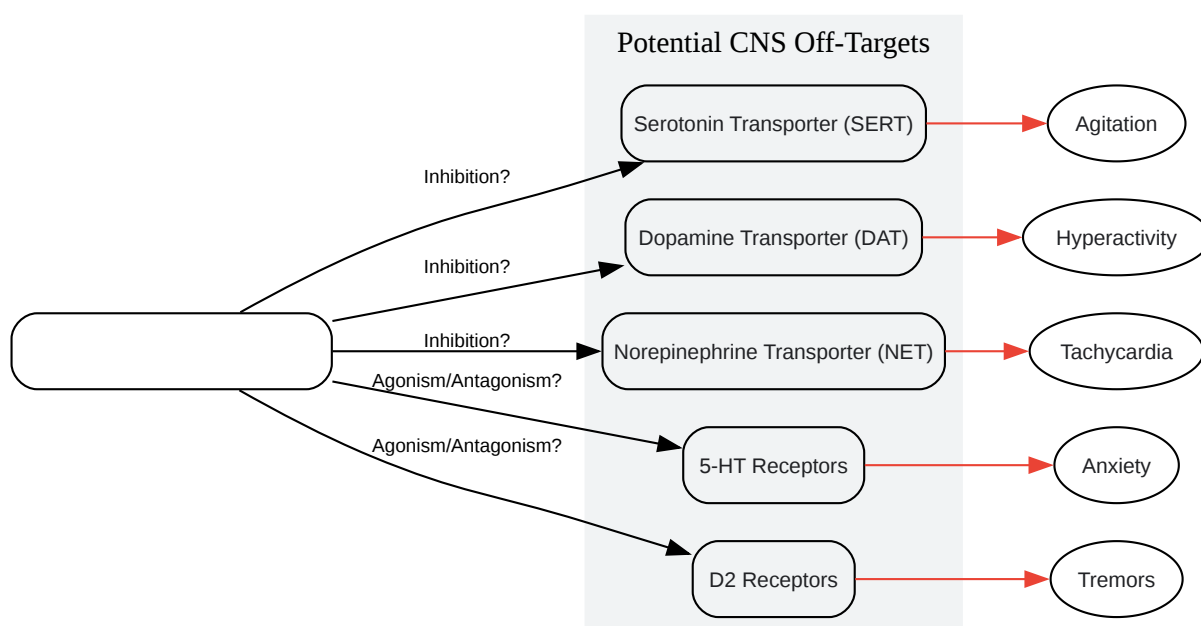 Potential CNS Off-Targets
Serotonin Transporter (SERT)
Agitation
Inhibition?
Dopamine Transporter (DAT)
Hyperactivity
Inhibition?
Inhibition?
Norepinephrine Transporter (NET)
Tachycardia
Agonism/Antagonism?
Agonism/Antagonism?
5-HT Receptors
Anxiety
D2 Receptors
Tremors